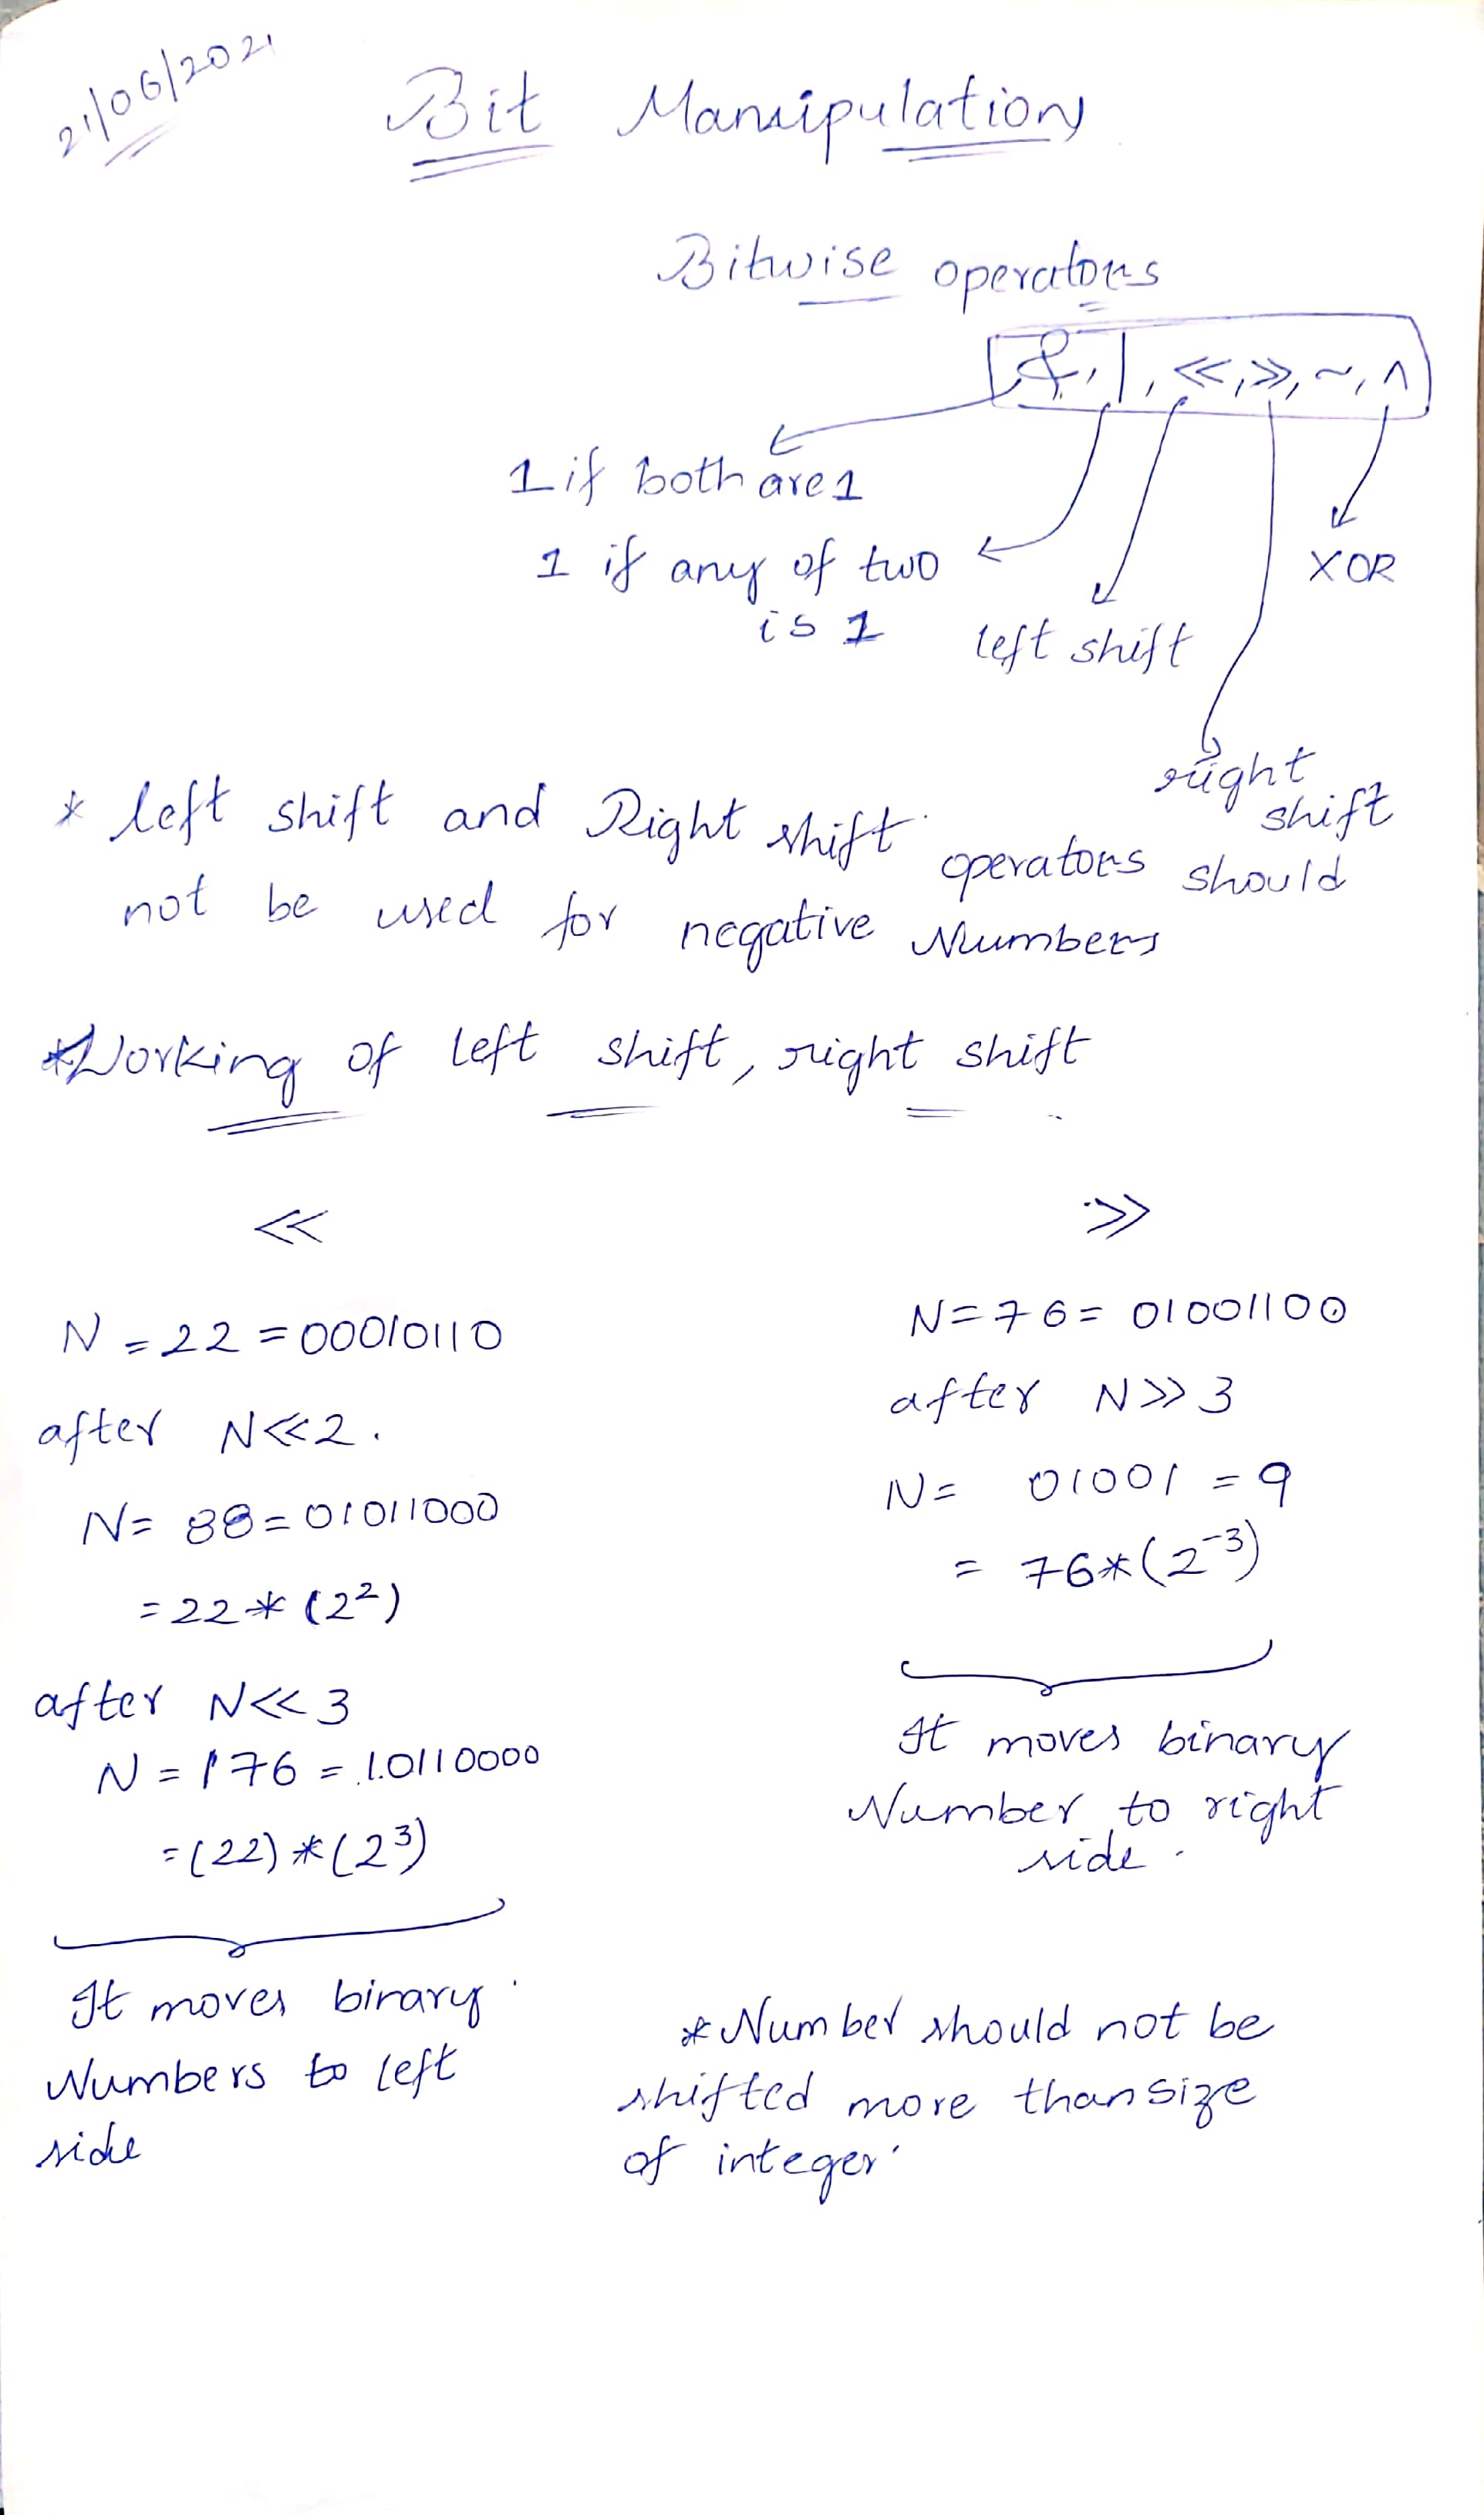 21/06/2021
Bit Manipulation
Bitwise operators
&, |, <<, >>, ~, ^
1 if both are 1
1 if any of two
is 1
XOR
left shift
right
shift
* left shift and Right shift operators should
not be used for negative Numbers
*Working of left shift, right shift
<<
N = 22 = 00010110
after N<<2.
N= 88 = 01011000
= 22 * (2²)
after N<<3
N = 176 = 10110000
= (22) * (2³)
It moves binary
Numbers to left
side
>>
N = 76 = 01001100
after N>>3
N = 01001 = 9
= 76*(2⁻³)
It moves binary
Number to right
side.
* Number should not be
shifted more than size
of integer